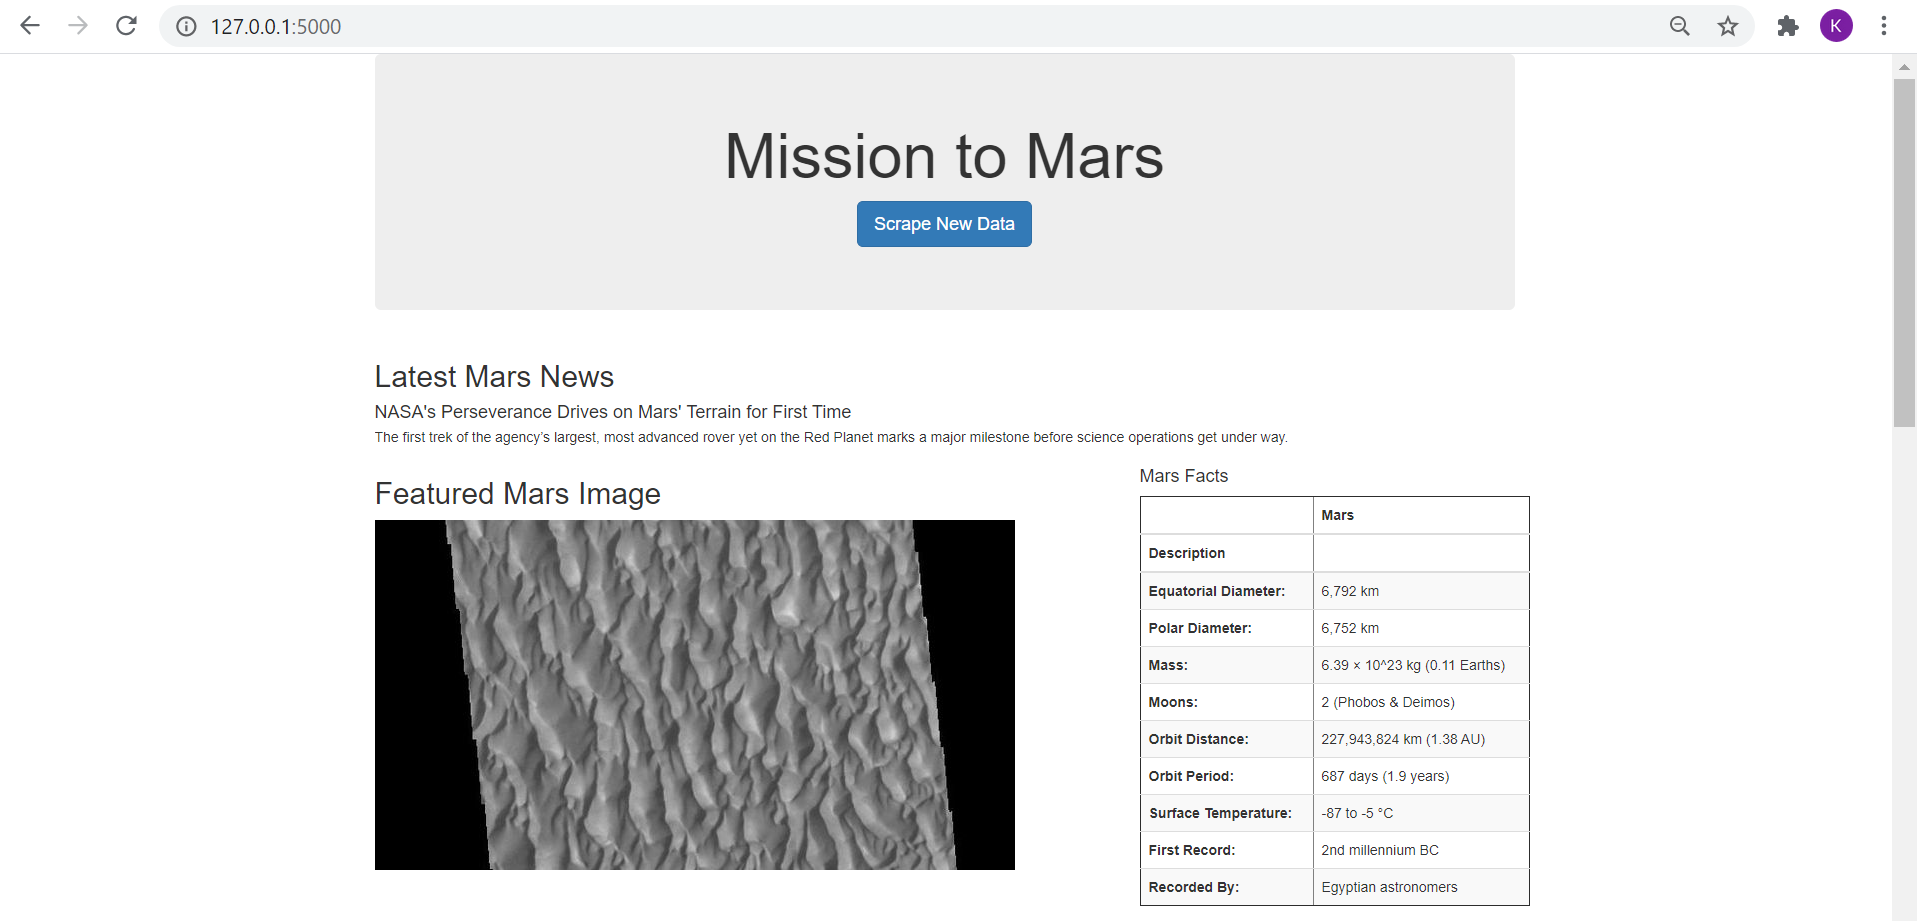 127.0.0.1:5000
K
Mission to Mars
Scrape New Data
Latest Mars News
NASA's Perseverance Drives on Mars' Terrain for First Time
The first trek of the agency’s largest, most advanced rover yet on the Red Planet marks a major milestone before science operations get under way.
Featured Mars Image
Mars Facts
Mars
Description
Equatorial Diameter: 6,792 km
Polar Diameter: 6,752 km
Mass: 6.39 × 10^23 kg (0.11 Earths)
Moons: 2 (Phobos & Deimos)
Orbit Distance: 227,943,824 km (1.38 AU)
Orbit Period: 687 days (1.9 years)
Surface Temperature: -87 to -5 °C
First Record: 2nd millennium BC
Recorded By: Egyptian astronomers